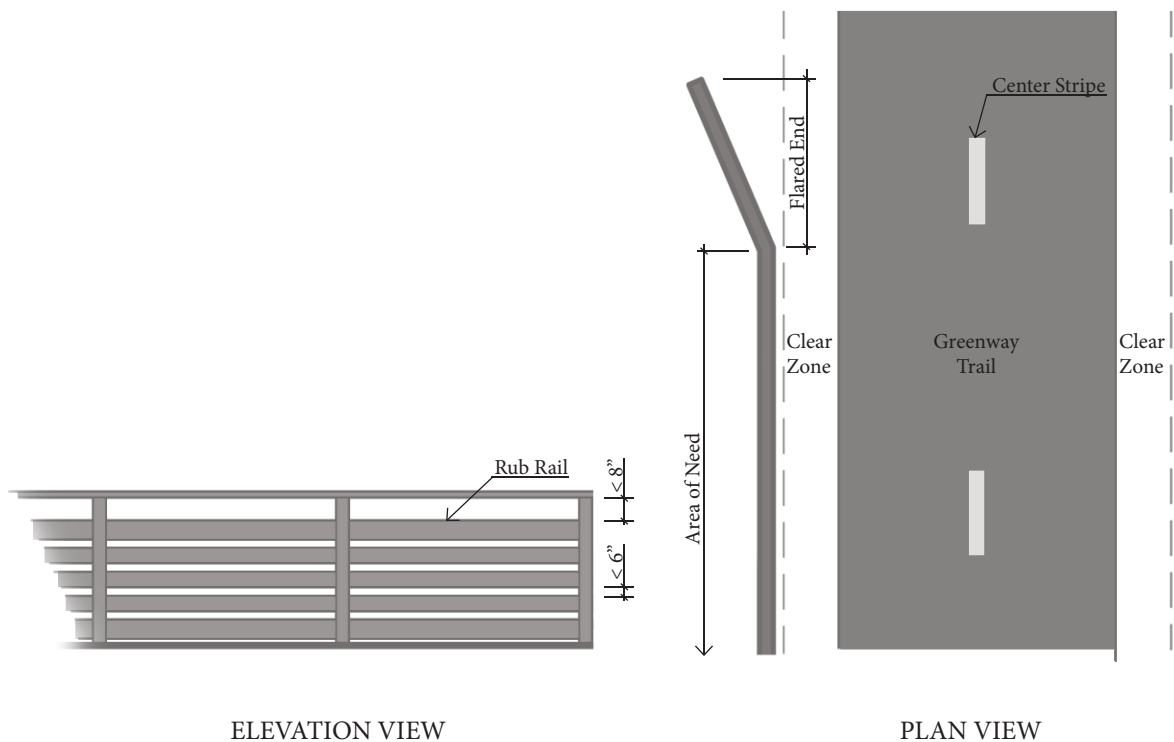 Center Stripe
Flared End
Clear
Zone
Greenway
Trail
Clear
Zone
Area of Need
Rub Rail
< 8”
< 6”
ELEVATION VIEW
PLAN VIEW